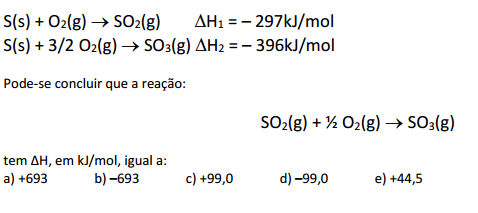 S(s) + O₂(g) → SO₂(g) ΔH₁ = – 297kJ/mol
S(s) + 3/2 O₂(g) → SO₃(g) ΔH₂ = – 396kJ/mol
Pode-se concluir que a reação:
SO₂(g) + ½ O₂(g) → SO₃(g)
tem ΔH, em kJ/mol, igual a:
a) +693 b) –693 c) +99,0 d) –99,0 e) +44,5